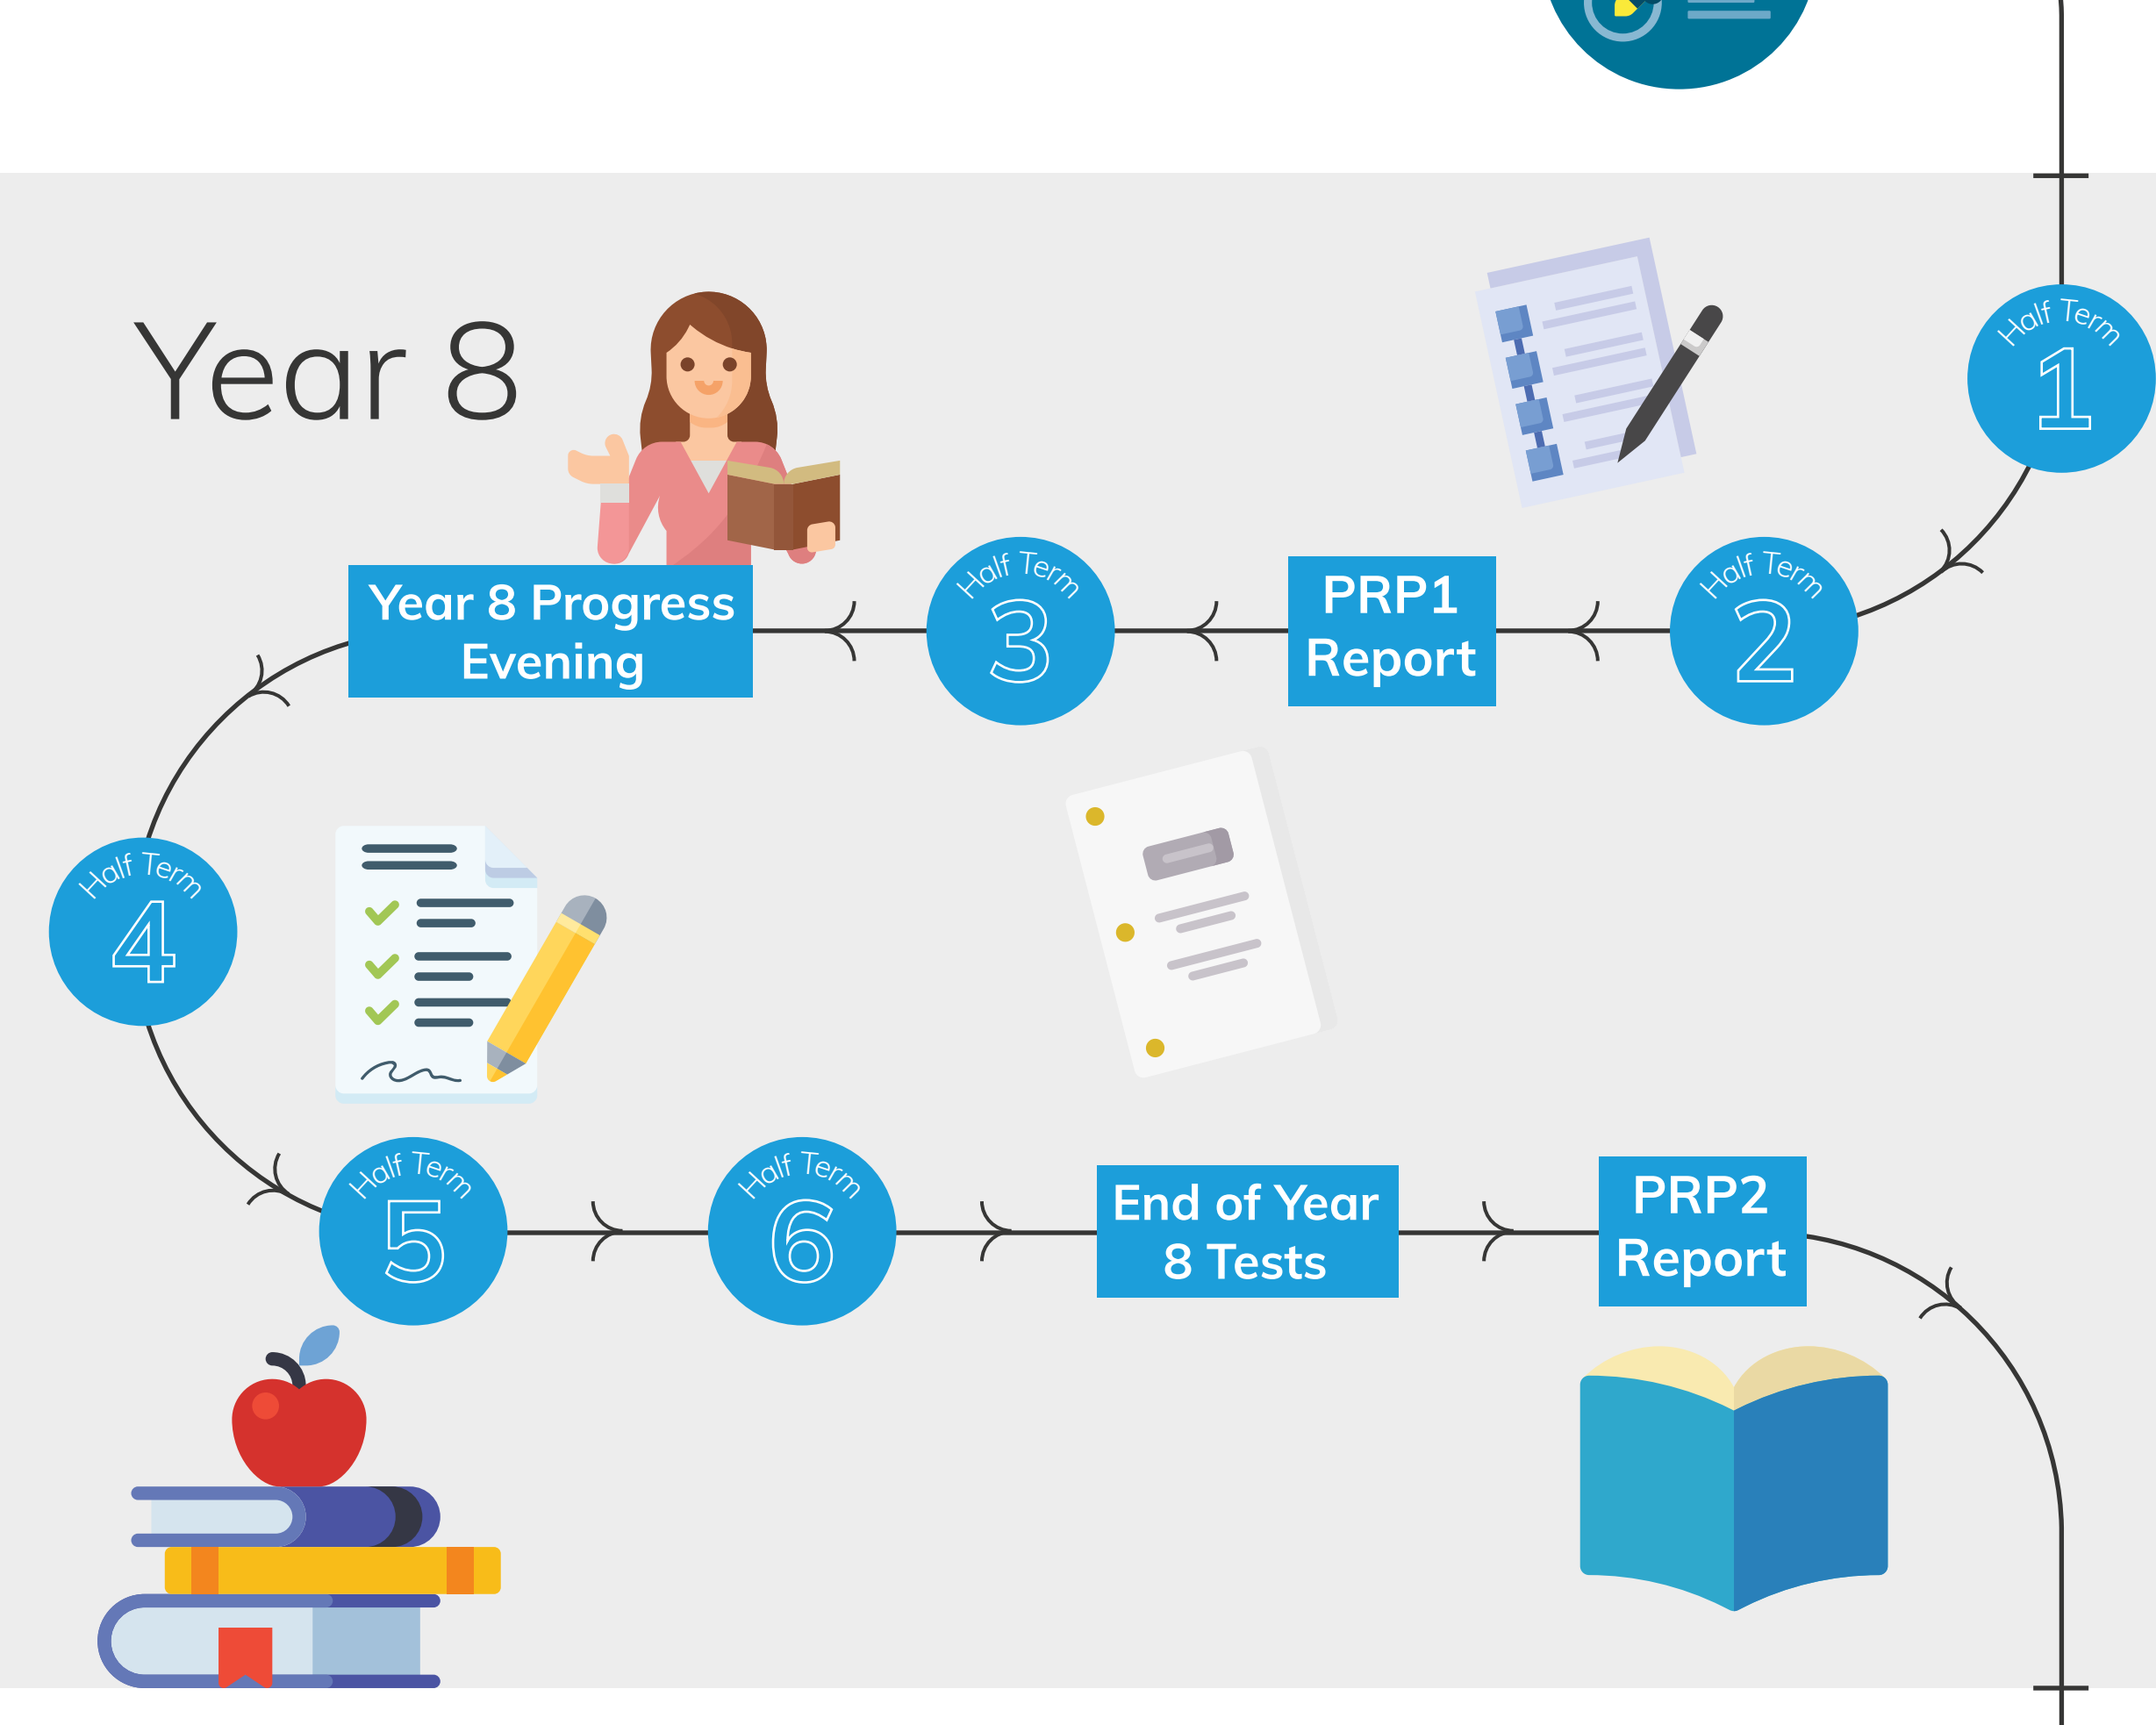 Year 8
Half Term
1
Half Term
2
PRP1
Report
Half Term
3
Year 8 Progress
Evening
Half Term
4
Half Term
5
Half Term
6
End of Year
8 Tests
PRP2
Report